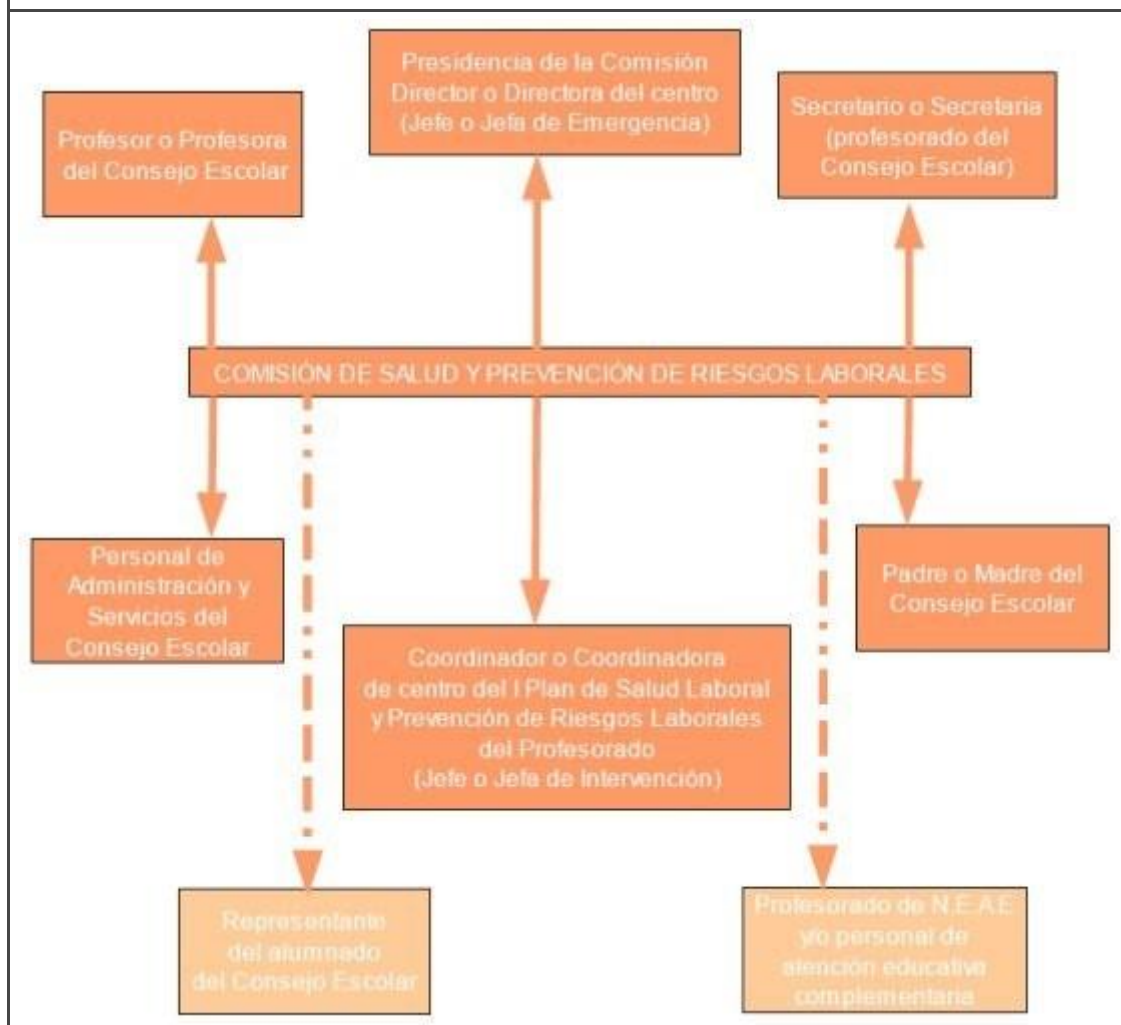 Presidencia de la Comisión
Director o Directora del centro
(Jefe o Jefa de Emergencia)
Profesor o Profesora
del Consejo Escolar
Secretario o Secretaria
(profesorado del
Consejo Escolar)
COMISIÓN DE SALUD Y PREVENCIÓN DE RIESGOS LABORALES
Personal de
Administración y
Servicios del
Consejo Escolar
Padre o Madre del
Consejo Escolar
Coordinador o Coordinadora
de centro del I Plan de Salud Laboral
y Prevención de Riesgos Laborales
del Profesorado
(Jefe o Jefa de Intervención)
Representante
del alumnado
del Consejo Escolar
Profesorado de N.E.A.E
y/o personal de
atención educativa
complementaria